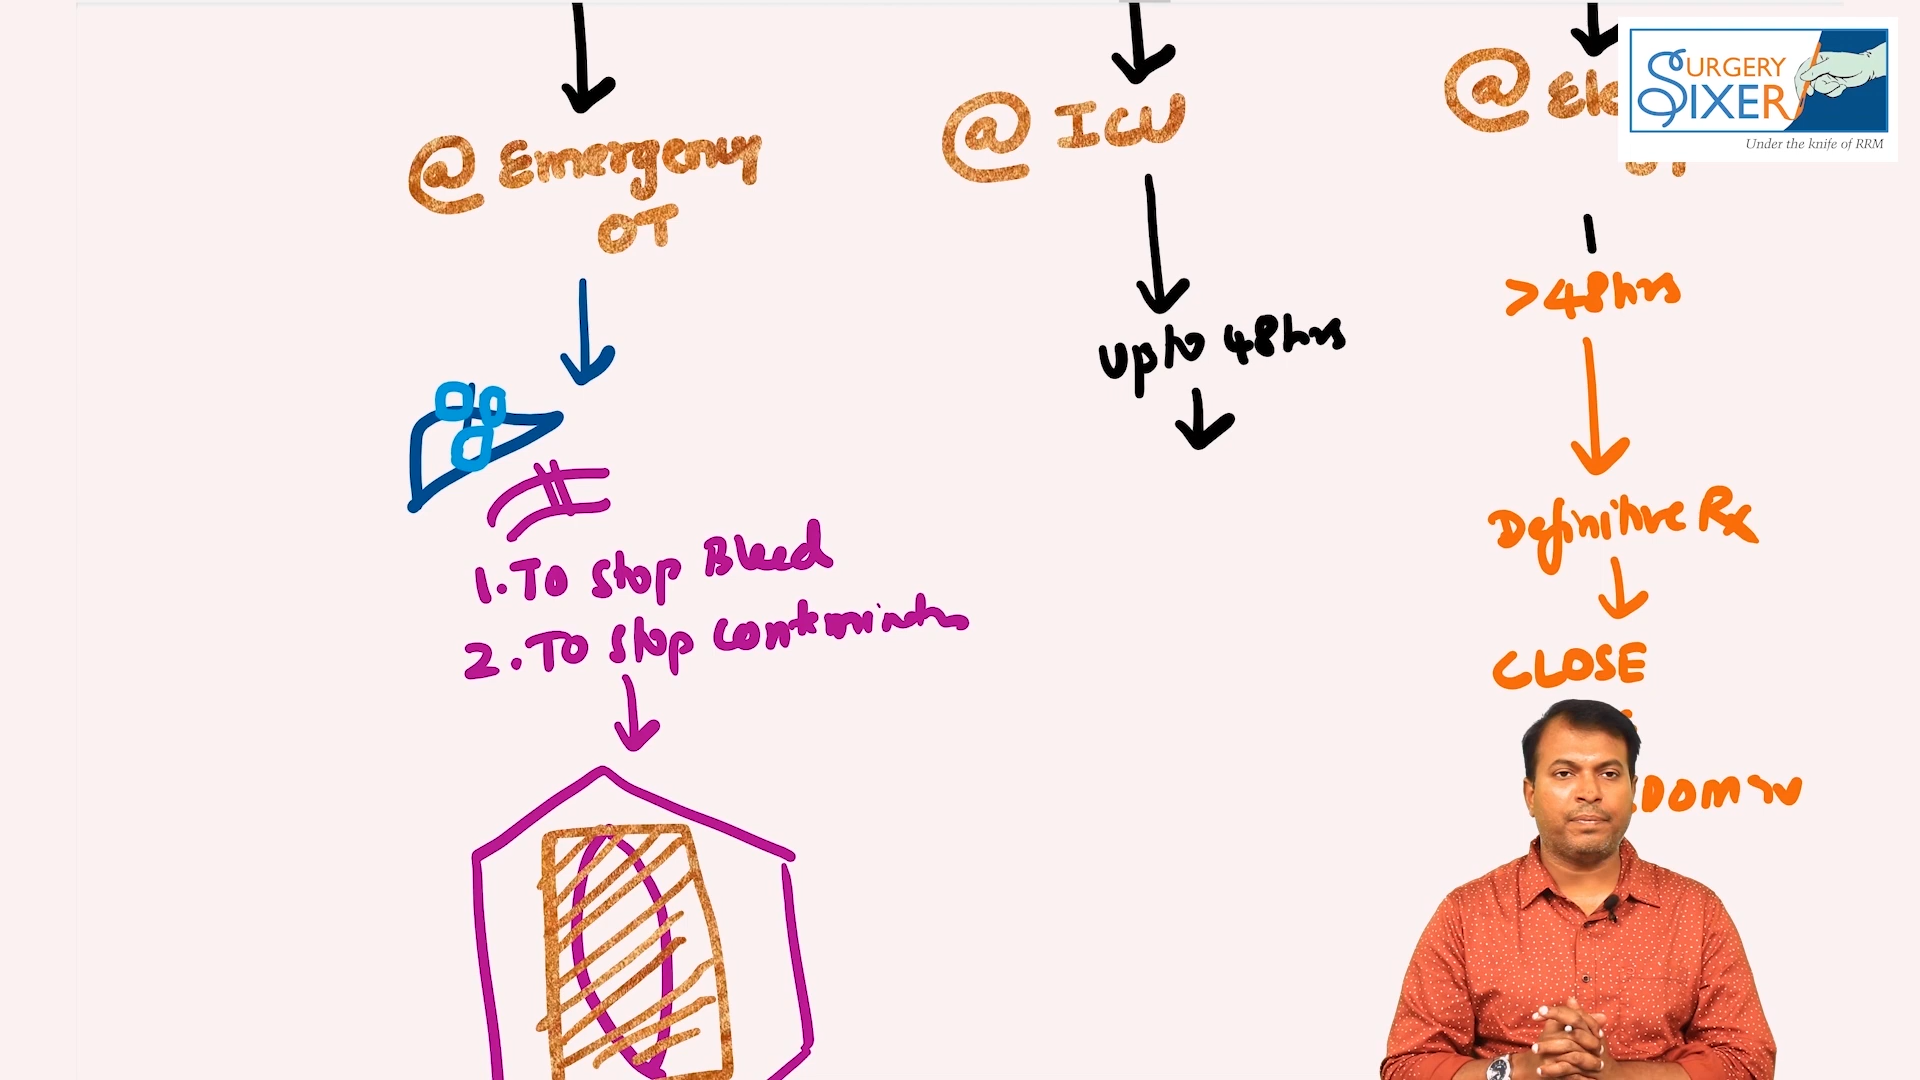 @ Emergency
OT
1. To stop Bleed
2. To stop
@ ICU
Upto 48hrs
@
OT
>48hrs
Definitive Rx
CLOSE
SURGERY
SIXER
Under the knife of RRM